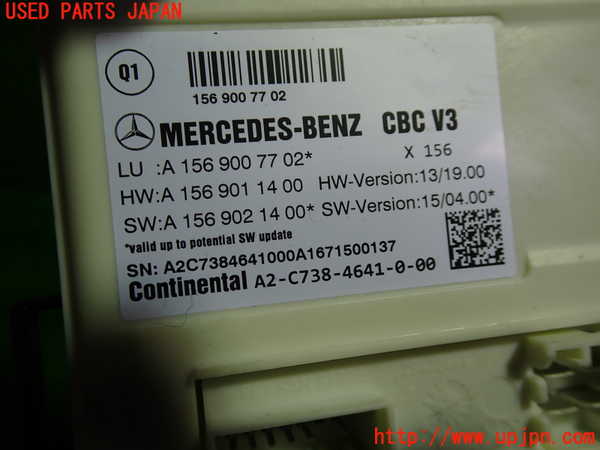 USED PARTS JAPAN
Q1
156 900 77 02
MERCEDES-BENZ CBC V3
LU :A 156 900 77 02* X 156
HW:A 156 901 14 00 HW-Version:13/19.00
SW:A 156 902 14 00* SW-Version:15/04.00*
*valid up to potential SW update
SN: A2C7384641000A1671500137
Continental A2-C738-4641-0-00
http://www.upjpn.com/